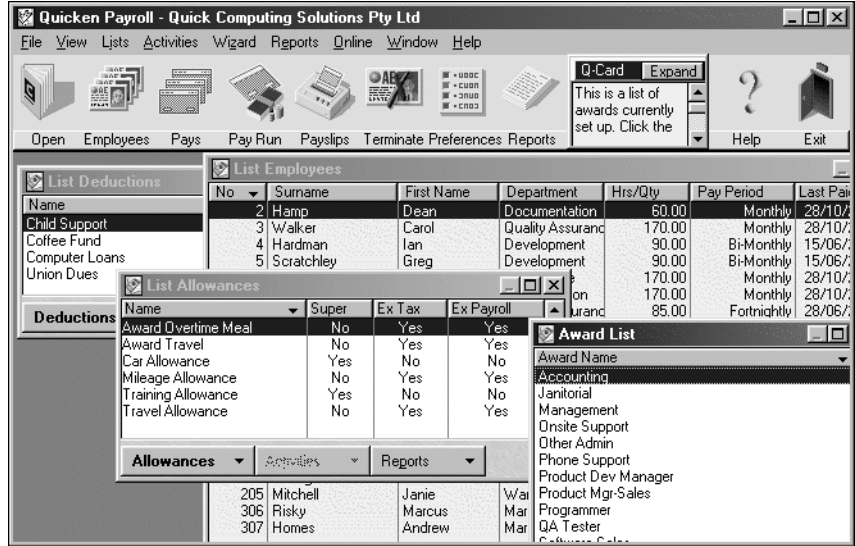 Quicken Payroll - Quick Computing Solutions Pty Ltd
File View Lists Activities Wizard Reports Online Window Help
Q-Card Expand
This is a list of
awards currently
set up. Click the
Open Employees Pays Pay Run Payslips Terminate Preferences Reports Help Exit
List Deductions
Name
Child Support
Coffee Fund
Computer Loans
Union Dues
Deductions
List Employees
No Surname First Name Department Hrs/Qty Pay Period Last Paid
2 Hamp Dean Documentation 60.00 Monthly 28/10/
3 Walker Carol Quality Assuranc 170.00 Monthly 28/10/
4 Hardman Ian Development 90.00 Bi-Monthly 15/06/
5 Scratchley Greg Development 90.00 Bi-Monthly 15/06/
170.00 Monthly 28/10/
on 170.00 Monthly 28/10/
uranc 85.00 Fortnightly 28/06/
List Allowances
Name Super Ex Tax Ex Payroll
Award Overtime Meal No Yes Yes
Award Travel No Yes Yes
Car Allowance Yes No No
Mileage Allowance No Yes Yes
Training Allowance Yes No No
Travel Allowance No Yes Yes
Allowances Activities Reports
Award List
Award Name
Accounting
Janitorial
Management
Onsite Support
Other Admin
Phone Support
Product Dev Manager
Product Mgr-Sales
Programmer
QA Tester
Software Sales
205 Mitchell Janie War
306 Risky Marcus Mar
307 Homes Andrew Mar